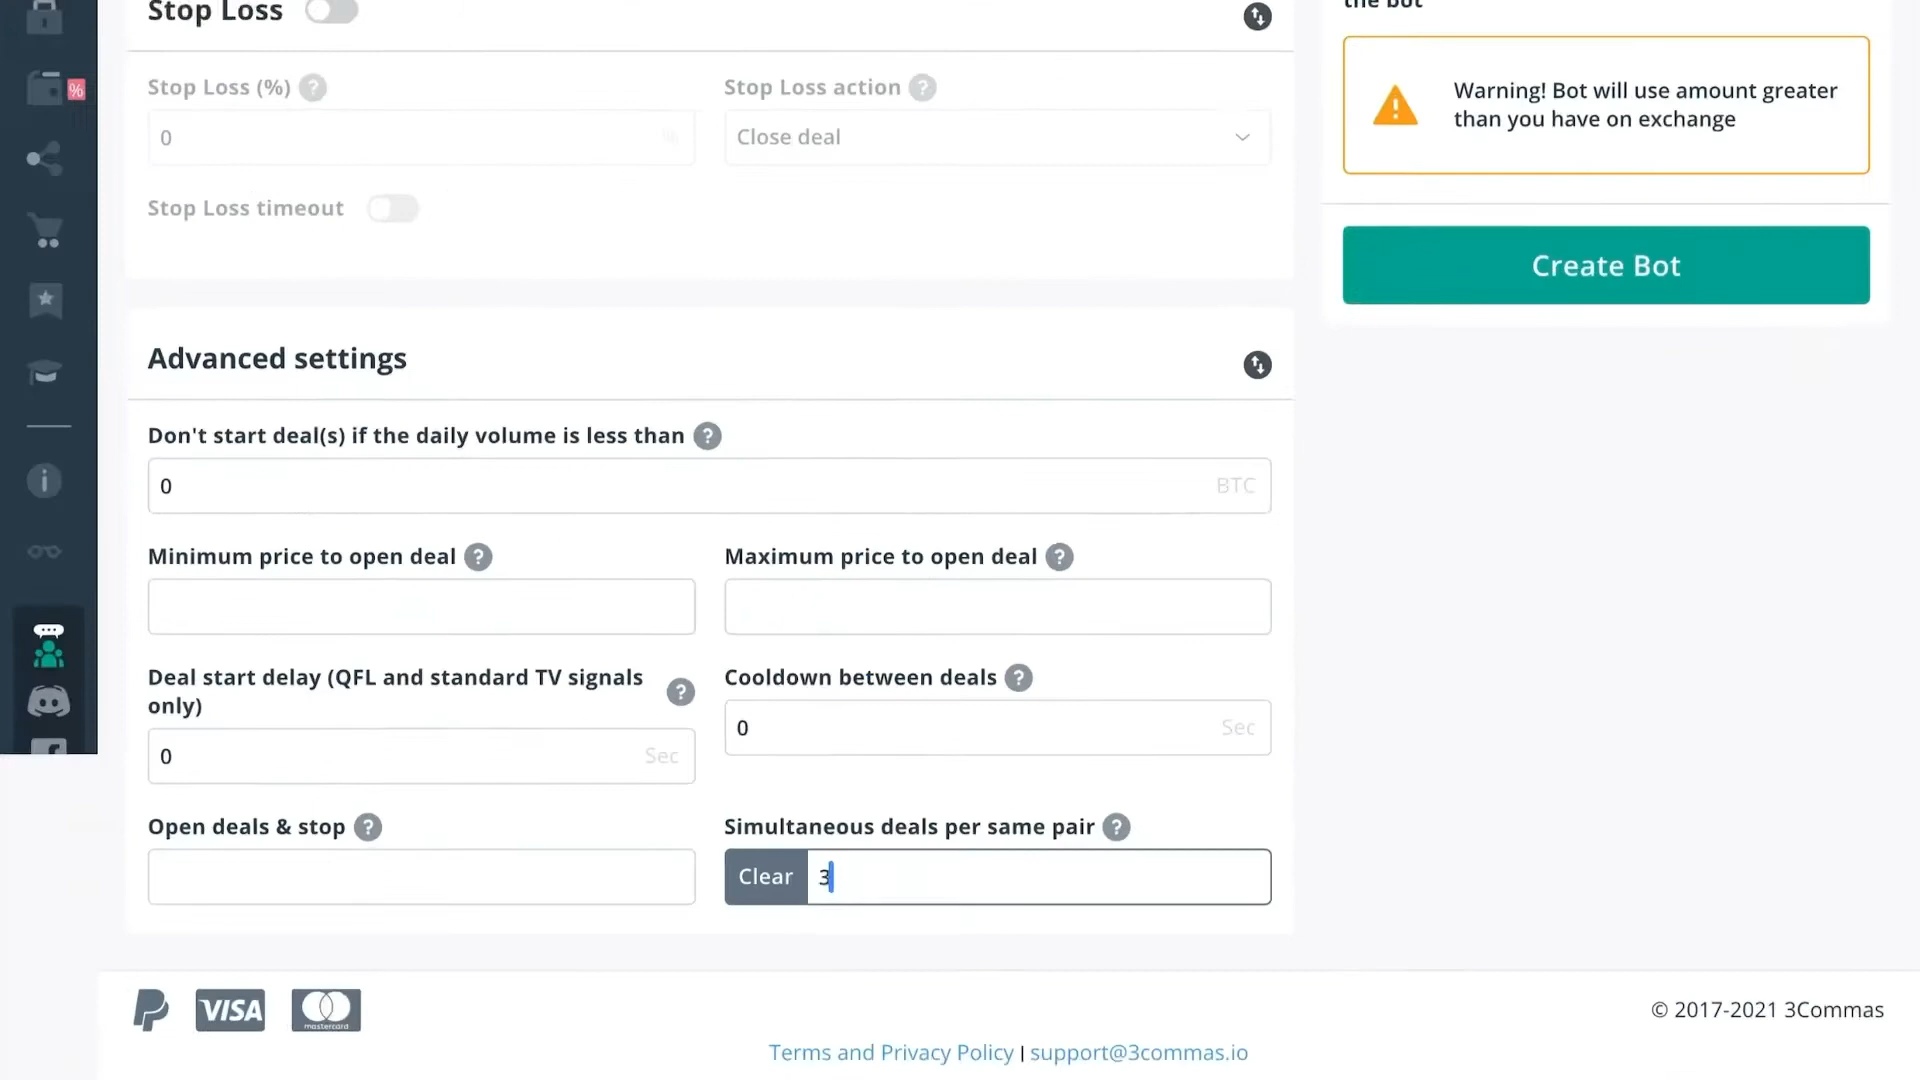 Stop Loss
Stop Loss (%) ?
Stop Loss action ?
0
Close deal
Stop Loss timeout
Advanced settings
Don't start deal(s) if the daily volume is less than ?
0 BTC
Minimum price to open deal ?
Maximum price to open deal ?
Deal start delay (QFL and standard TV signals
only) ?
0 Sec
Cooldown between deals ?
0 Sec
Open deals & stop ?
Simultaneous deals per same pair ?
Clear 3
the bot
Warning! Bot will use amount greater
than you have on exchange
Create Bot
%
VISA
mastercard
© 2017-2021 3Commas
Terms and Privacy Policy | support@3commas.io